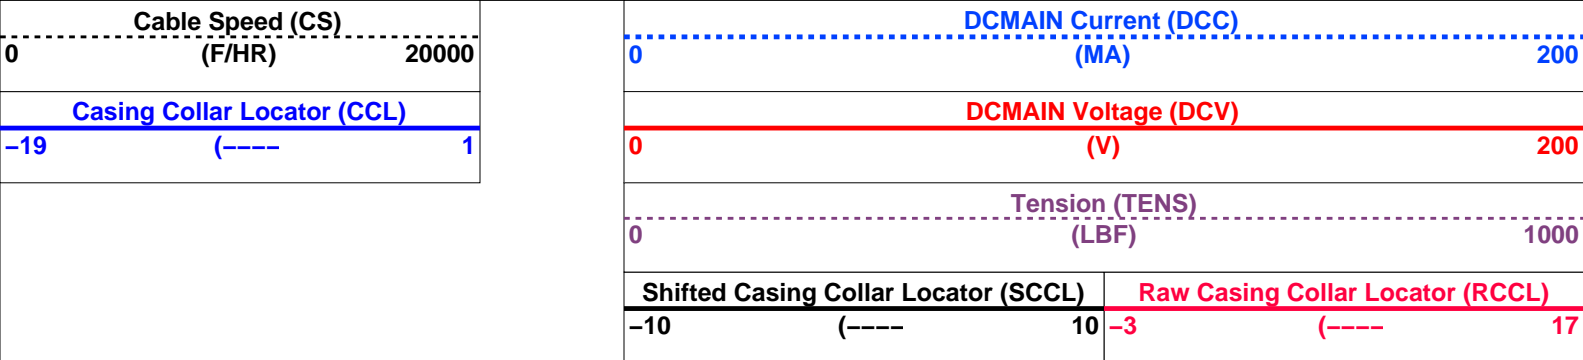 Cable Speed (CS)
0 (F/HR) 20000
Casing Collar Locator (CCL)
−19 (−−−− 1
DCMAIN Current (DCC)
0 (MA) 200
DCMAIN Voltage (DCV)
0 (V) 200
Tension (TENS)
0 (LBF) 1000
Shifted Casing Collar Locator (SCCL)
−10 (−−−− 10
Raw Casing Collar Locator (RCCL)
−3 (−−−− 17